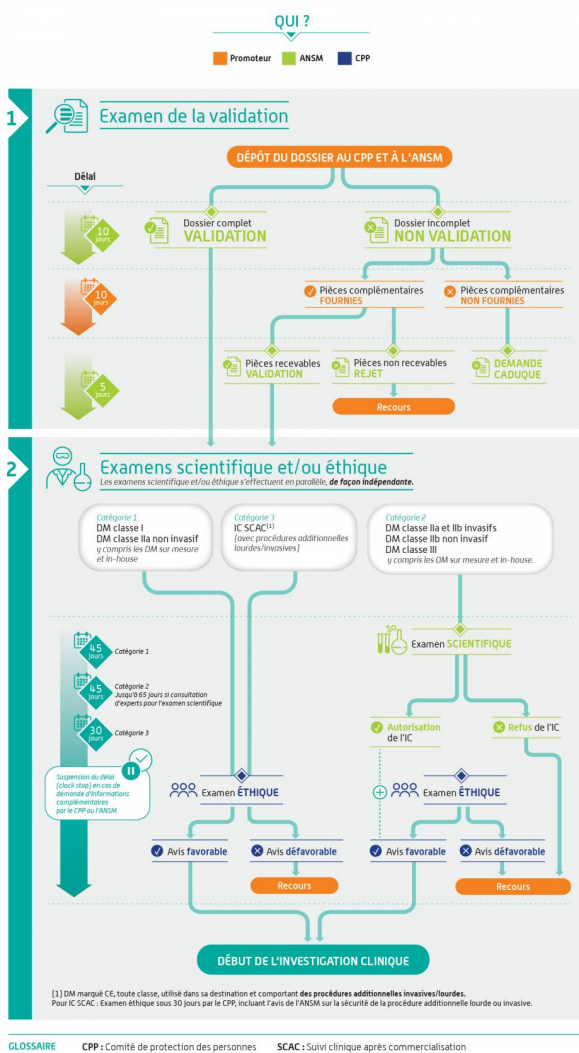 QUI ?
Promoteur ANSM CPP
1
Examen de la validation
DÉPÔT DU DOSSIER AU CPP ET À L'ANSM
Délai
10
jours
Dossier complet
VALIDATION
Dossier incomplet
NON VALIDATION
10
jours
Pièces complémentaires
FOURNIES
Pièces complémentaires
NON FOURNIES
5
jours
Pièces recevables
VALIDATION
Pièces non recevables
REJET
DEMANDE
CADUQUE
Recours
2
Examens scientifique et/ou éthique
Les examens scientifique et/ou éthique s'effectuent en parallèle, de façon indépendante.
Catégorie 1
DM classe I
DM classe IIa non invasif
y compris les DM sur mesure
et in-house
Catégorie 3
IC SCAC(1)
(avec procédures additionnelles
lourdes/invasives)
Catégorie 2
DM classe IIa et IIb invasifs
DM classe IIb non invasif
DM classe III
y compris les DM sur mesure et in-house.
Examen SCIENTIFIQUE
45
jours
Catégorie 1
45
jours
Catégorie 2
Jusqu'à 65 jours si consultation
d'experts pour l'examen scientifique
30
jours
Catégorie 3
Autorisation
de l'IC
Refus de l'IC
Suspension du délai
(clock stop) en cas de
demande d'informations
complémentaires
par le CPP ou l'ANSM
Examen ÉTHIQUE
Examen ÉTHIQUE
Avis favorable
Avis défavorable
Avis favorable
Avis défavorable
Recours
Recours
DÉBUT DE L'INVESTIGATION CLINIQUE
(1) DM marqué CE, toute classe, utilisé dans sa destination et comportant des procédures additionnelles invasives/lourdes.
Pour IC SCAC : Examen éthique sous 30 jours par le CPP, incluant l'avis de l'ANSM sur la sécurité de la procédure additionnelle lourde ou invasive.
GLOSSAIRE CPP : Comité de protection des personnes SCAC : Suivi clinique après commercialisation